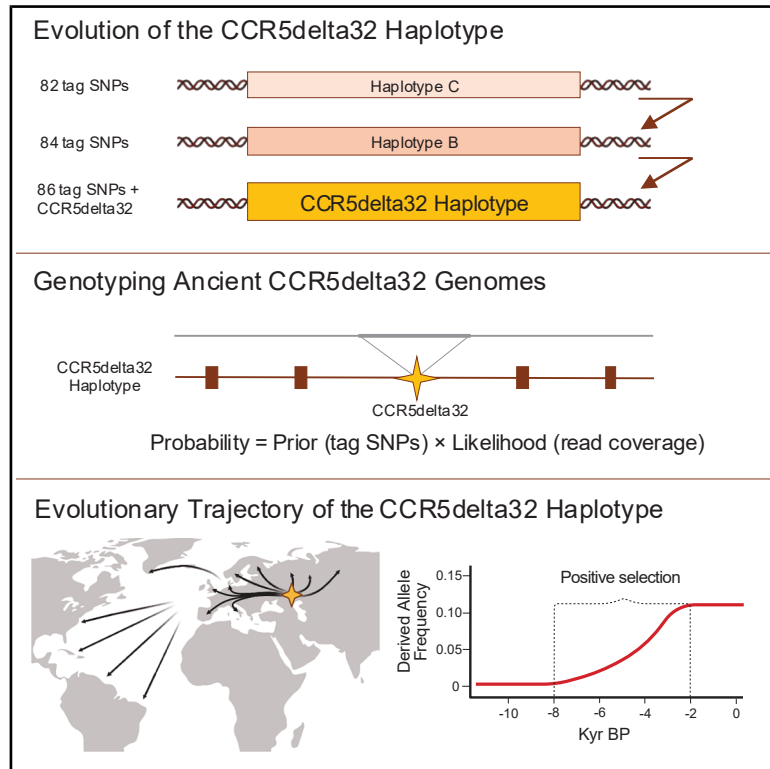 Evolution of the CCR5delta32 Haplotype
82 tag SNPs
Haplotype C
84 tag SNPs
Haplotype B
86 tag SNPs +
CCR5delta32
CCR5delta32 Haplotype
Genotyping Ancient CCR5delta32 Genomes
CCR5delta32
Haplotype
CCR5delta32
Probability = Prior (tag SNPs) × Likelihood (read coverage)
Evolutionary Trajectory of the CCR5delta32 Haplotype
Derived Allele
Frequency
0.15
0.10
0.05
0
Positive selection
-10
-8
-6
-4
-2
0
Kyr BP